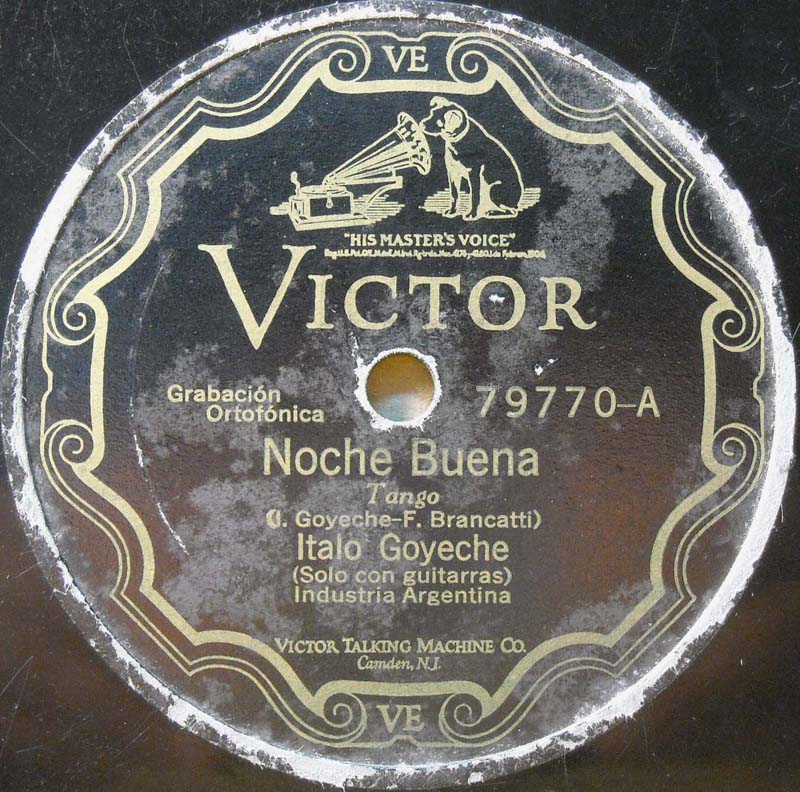 VE
"HIS MASTER'S VOICE"
VICTOR
Grabación
Ortofónica
79770-A
Noche Buena
Tango
(I. Goyeche-F. Brancatti)
Italo Goyeche
(Solo con guitarras)
Industria Argentina
VICTOR TALKING MACHINE CO.
Camden, N.J.
VE